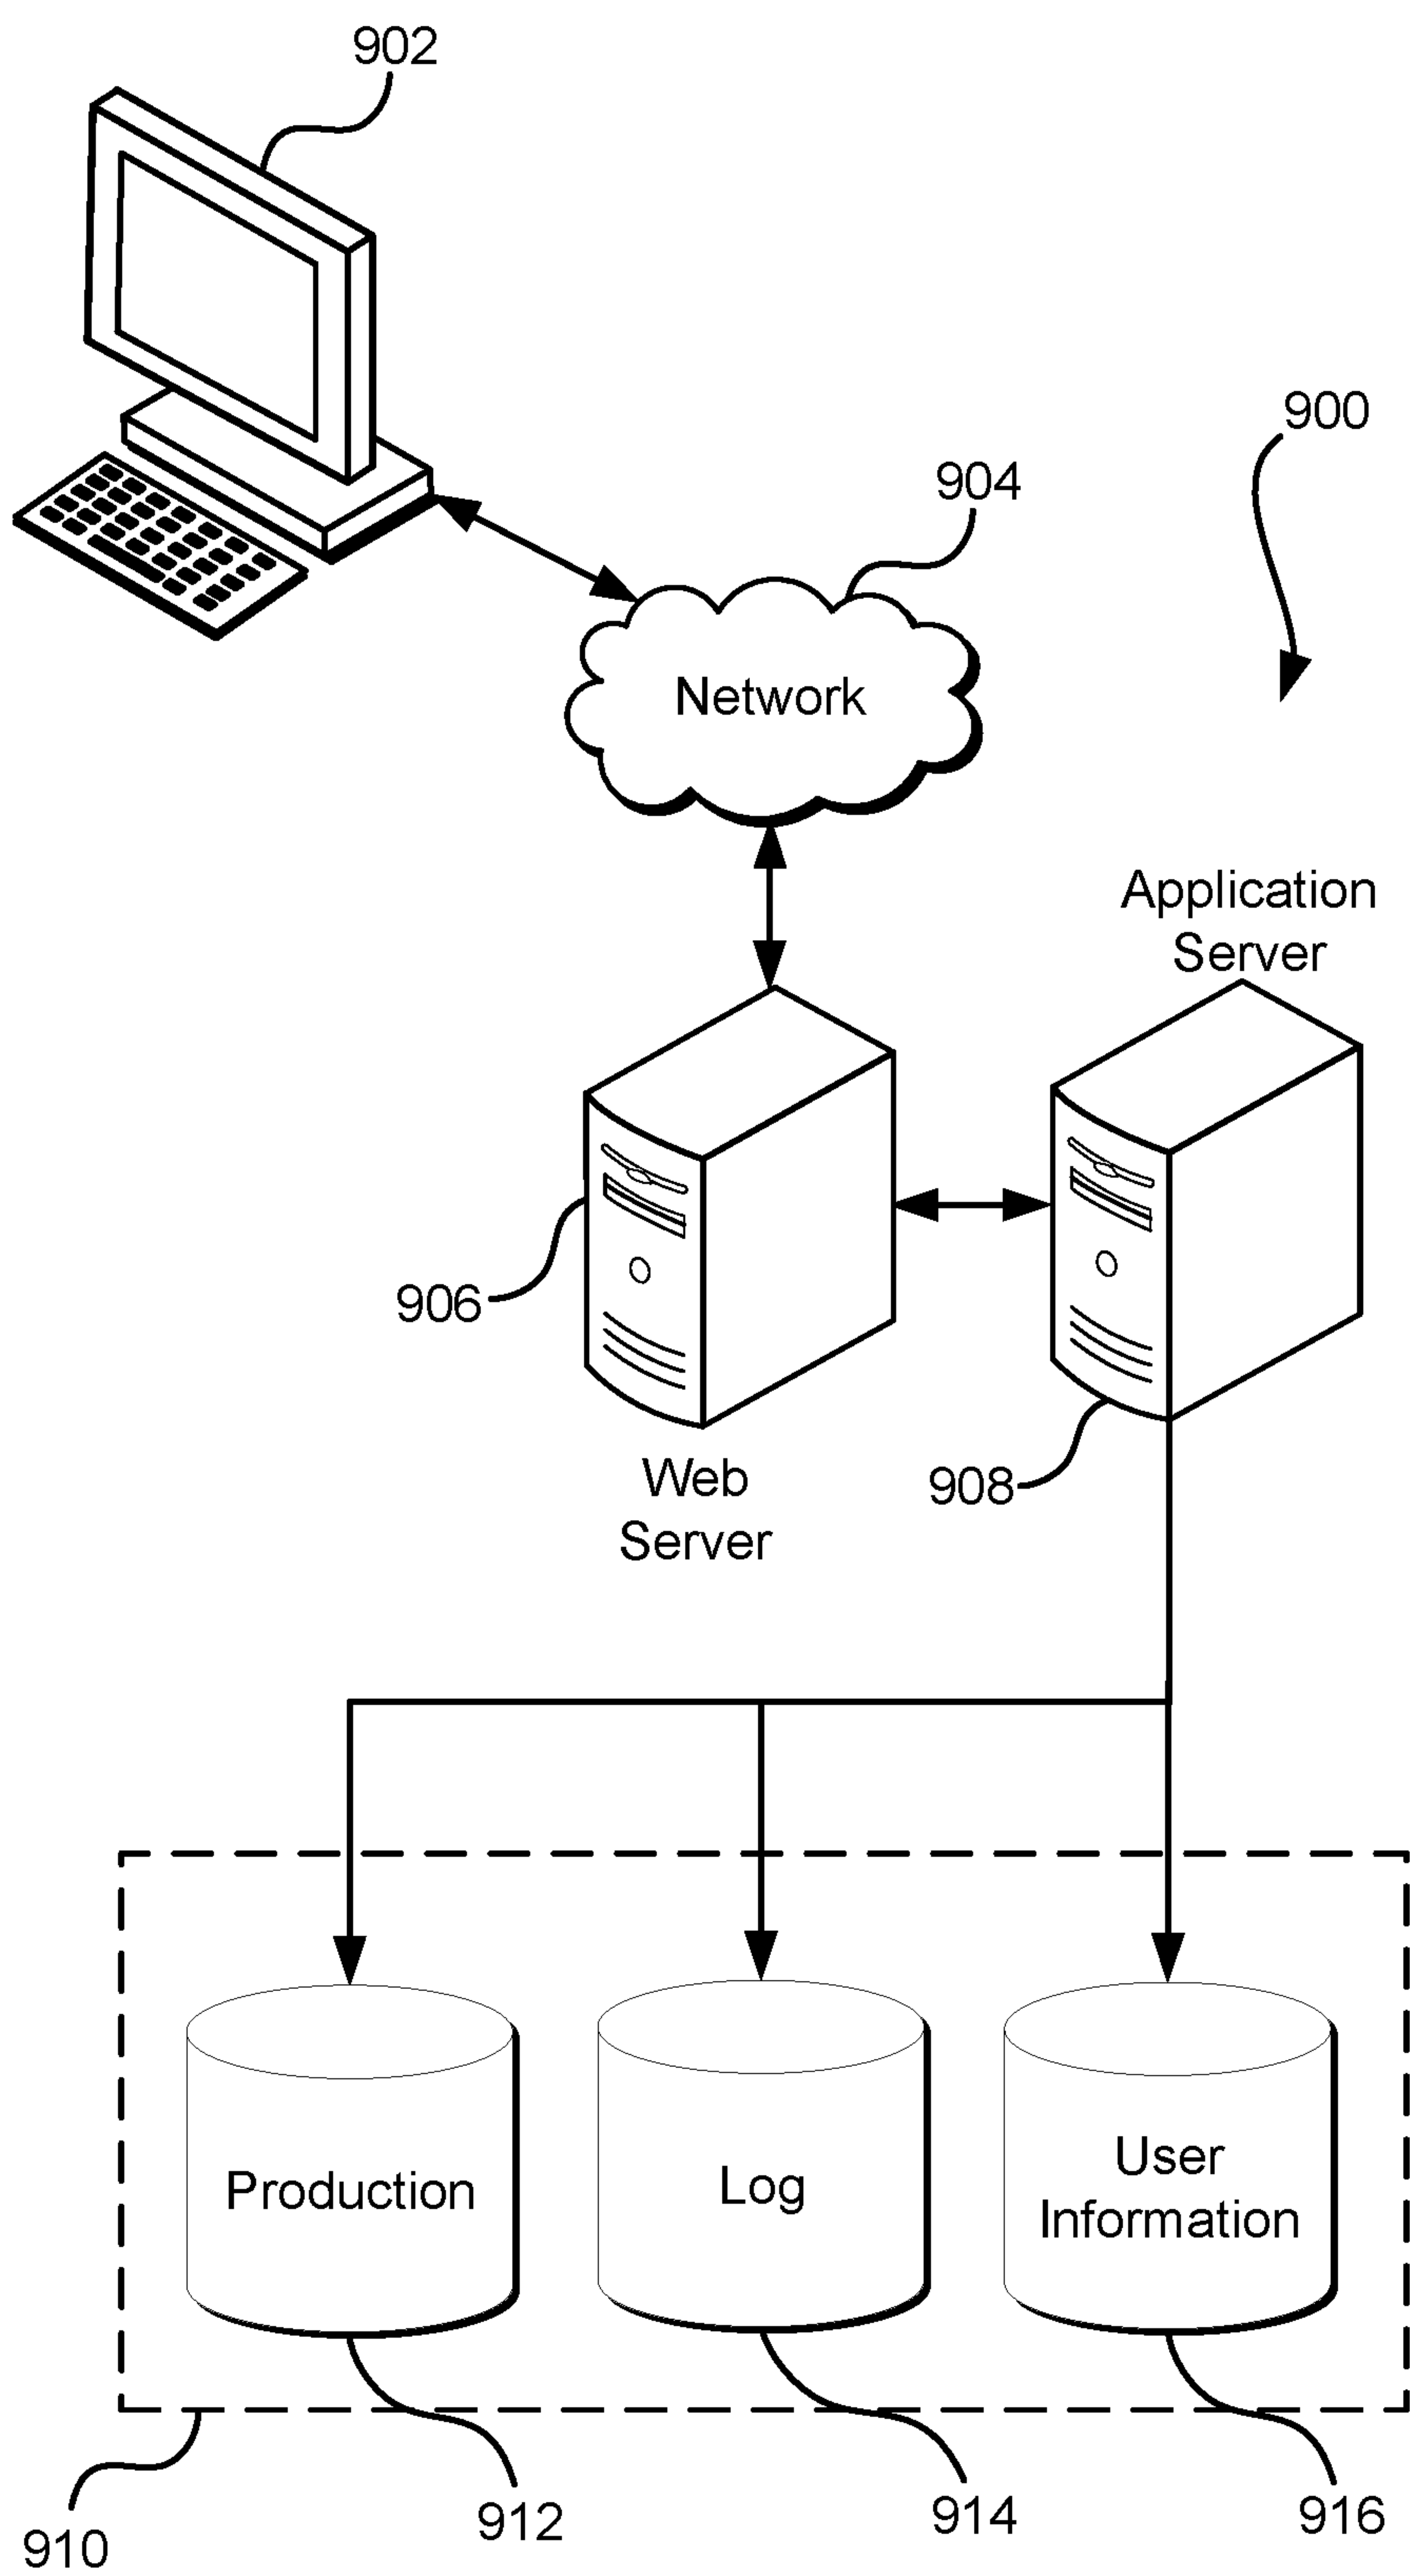 902
900
904
Network
Application
Server
906
908
Web
Server
Production
Log
User
Information
910
912
914
916